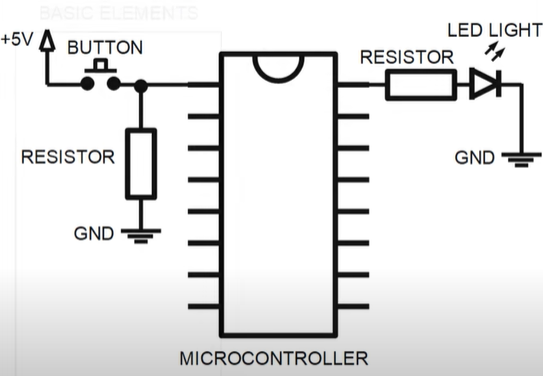 BASIC ELEMENTS
+5V
BUTTON
RESISTOR
GND
MICROCONTROLLER
RESISTOR
LED LIGHT
GND